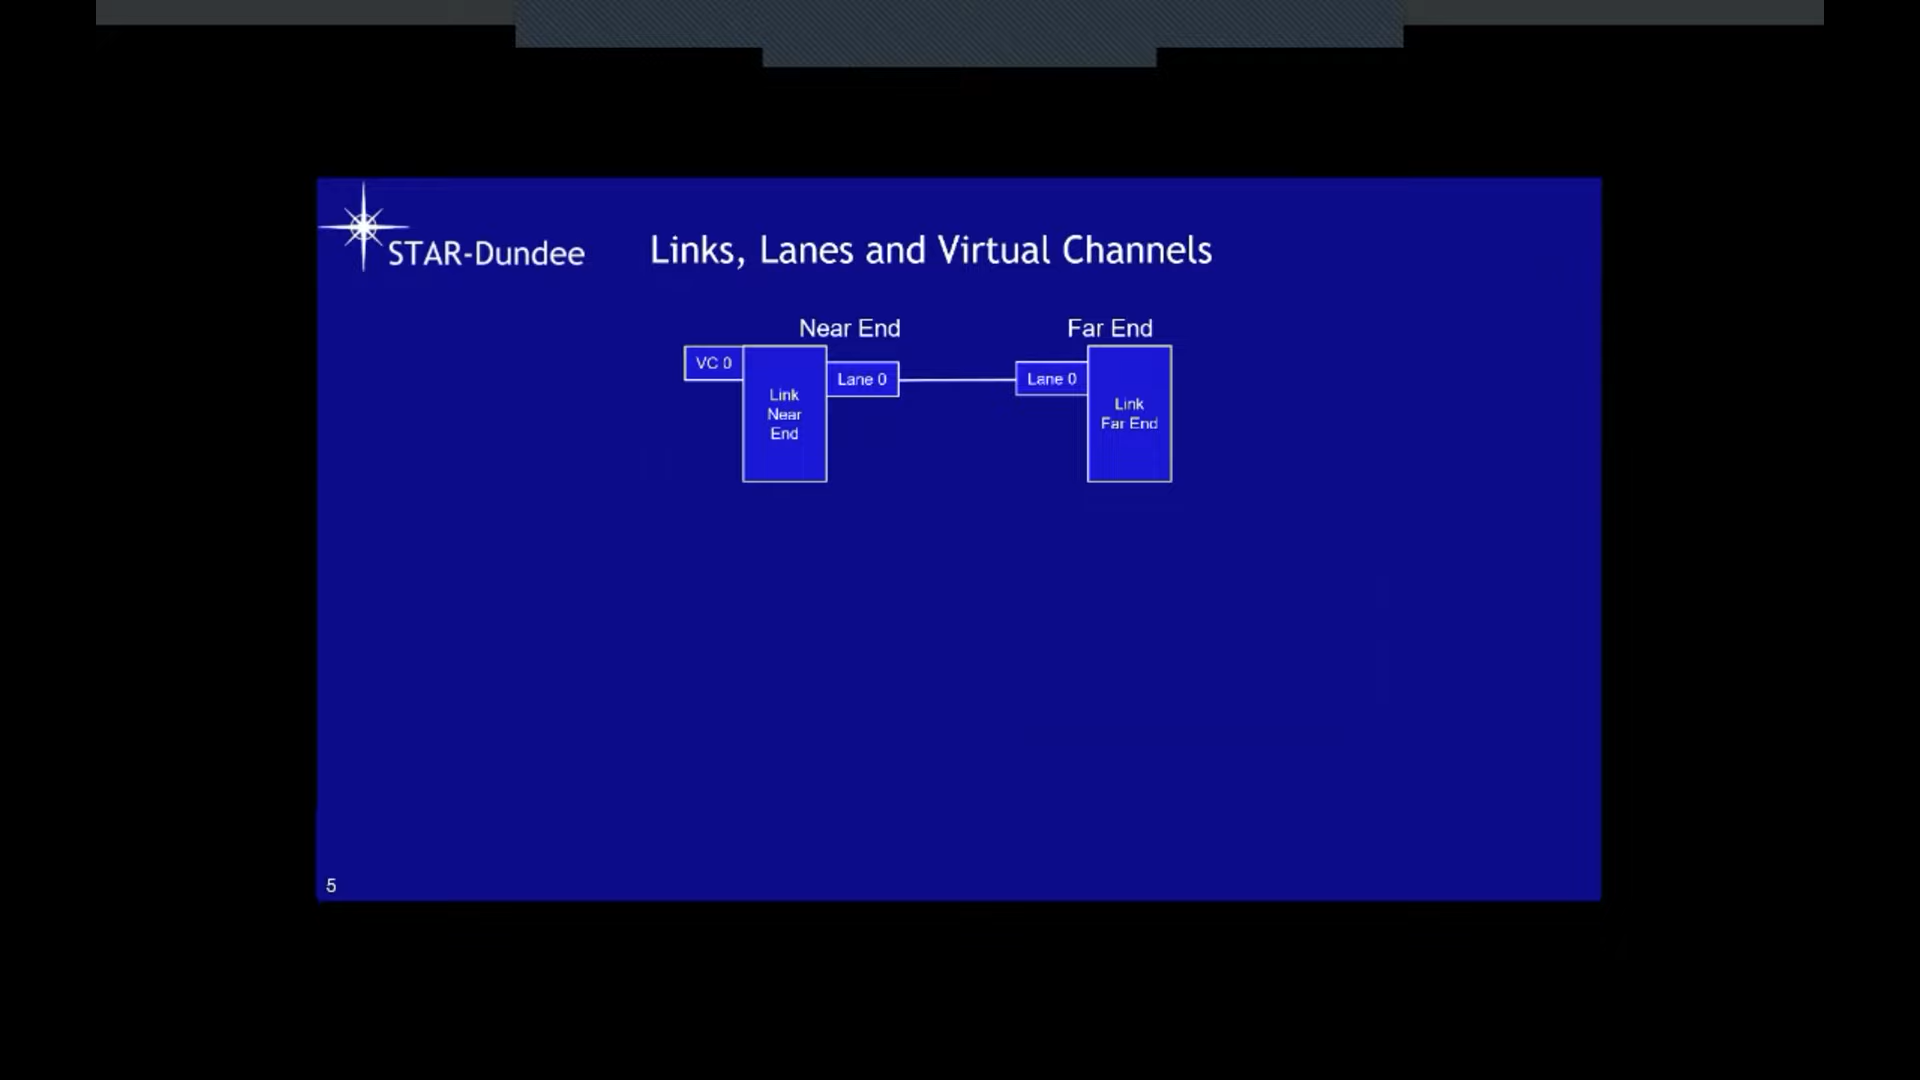 STAR-Dundee
Links, Lanes and Virtual Channels
Near End
Far End
VC 0
Link
Near
End
Lane 0
Lane 0
Link
Far End
5